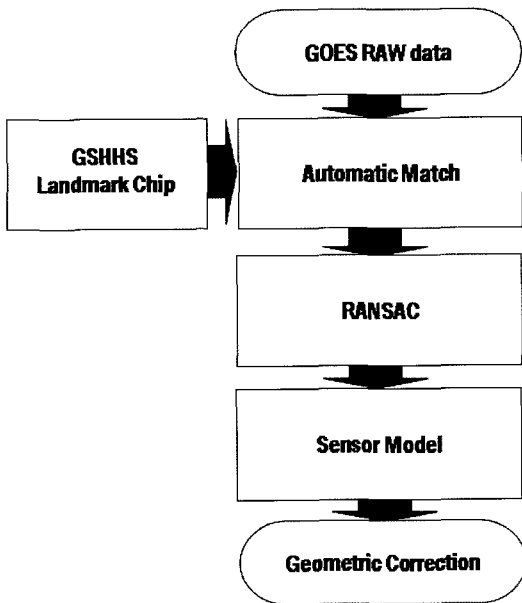 GOES RAW data
GSHHS
Landmark Chip
Automatic Match
RANSAC
Sensor Model
Geometric Correction